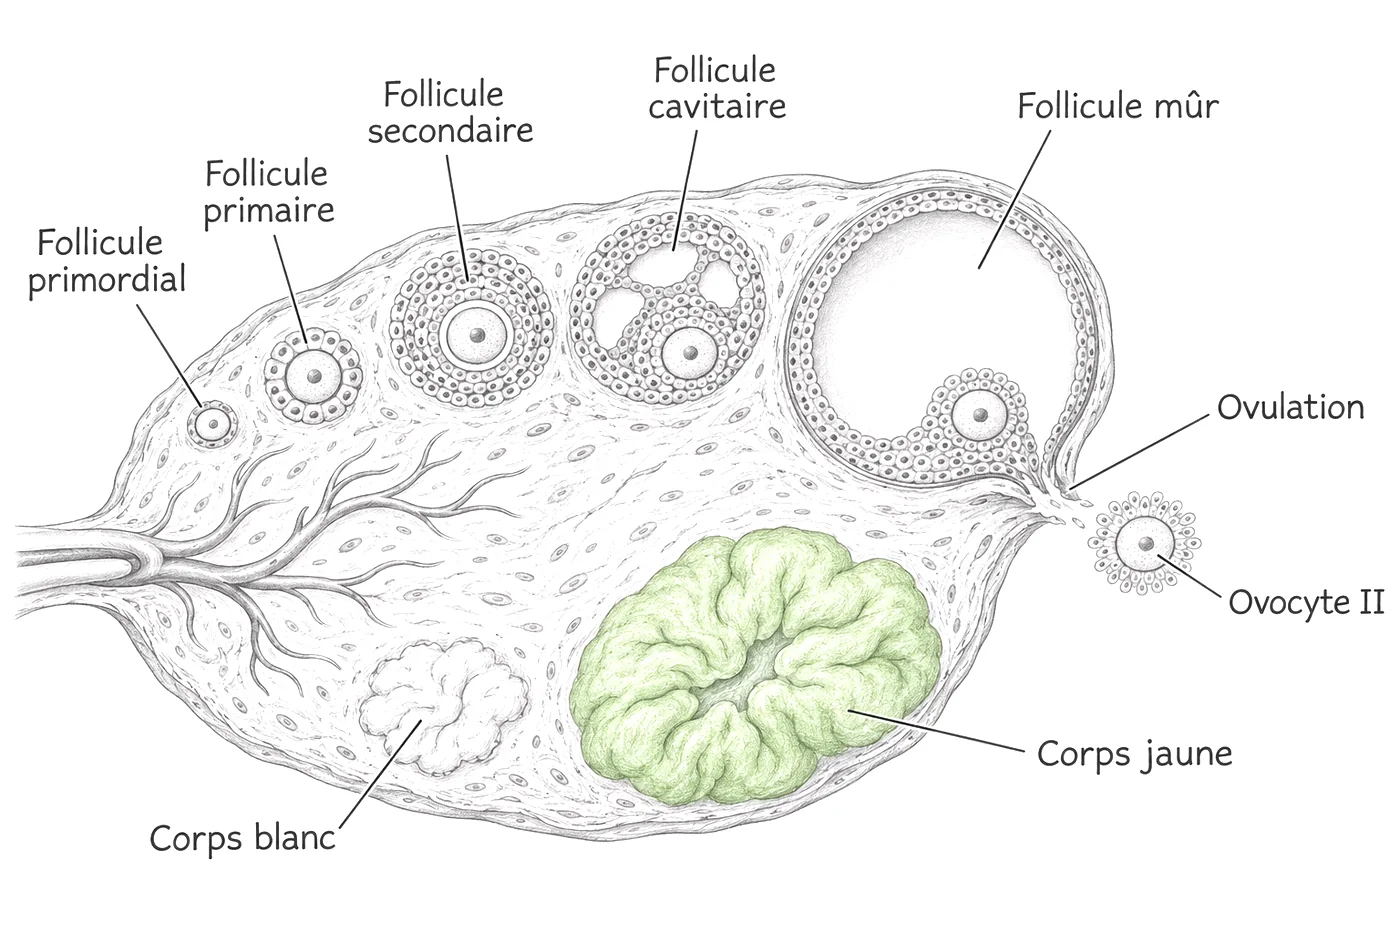 Follicule
cavitaire
Follicule
secondaire
Follicule mûr
Follicule
primaire
Follicule
primordial
Ovulation
Ovocyte II
Corps jaune
Corps blanc